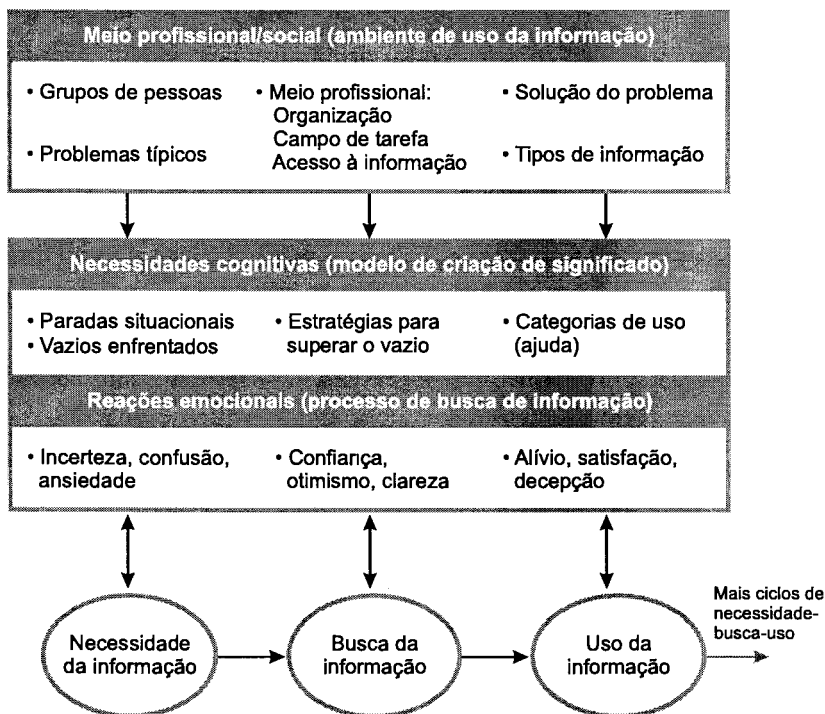 Meio profissional/social (ambiente de uso da informação)
• Grupos de pessoas
• Problemas típicos
• Meio profissional:
Organização
Campo de tarefa
Acesso à informação
• Solução do problema
• Tipos de informação
Necessidades cognitivas (modelo de criação de significado)
• Paradas situacionais
• Vazios enfrentados
• Estratégias para
superar o vazio
• Categorias de uso
(ajuda)
Reações emocionais (processo de busca de informação)
• Incerteza, confusão,
ansiedade
• Confiança,
otimismo, clareza
• Alívio, satisfação,
decepção
Necessidade
da informação
Busca da
informação
Uso da
informação
Mais ciclos de
necessidade-
busca-uso